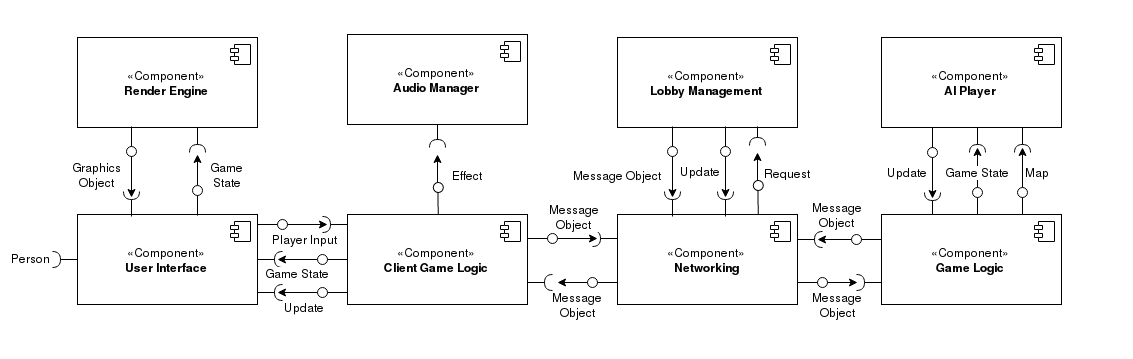 «Component»
Render Engine
«Component»
Audio Manager
«Component»
Lobby Management
«Component»
AI Player
Graphics
Object
Game
State
Effect
Message Object
Update
Request
Update
Game State
Map
Person
«Component»
User Interface
Player Input
Game State
Update
«Component»
Client Game Logic
Message
Object
Message
Object
«Component»
Networking
Message
Object
Message
Object
«Component»
Game Logic